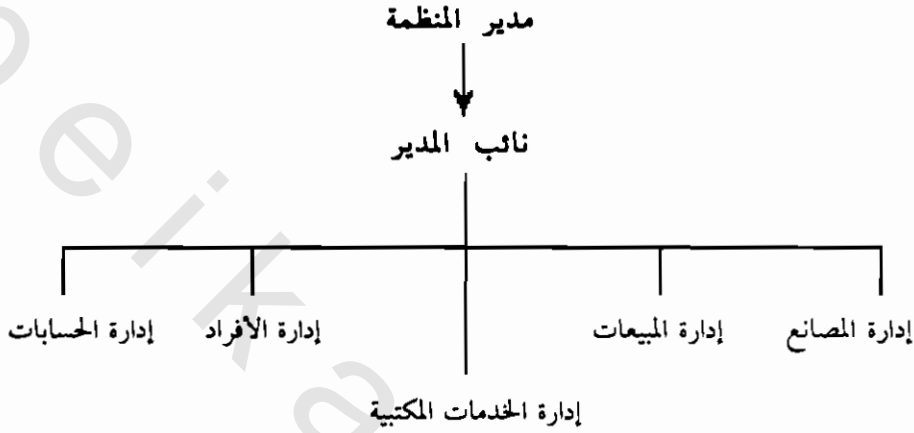 مدير المنظمة
نائب المدير
إدارة المصانع
إدارة المبيعات
إدارة الأفراد
إدارة الحسابات
إدارة الخدمات المكتبية